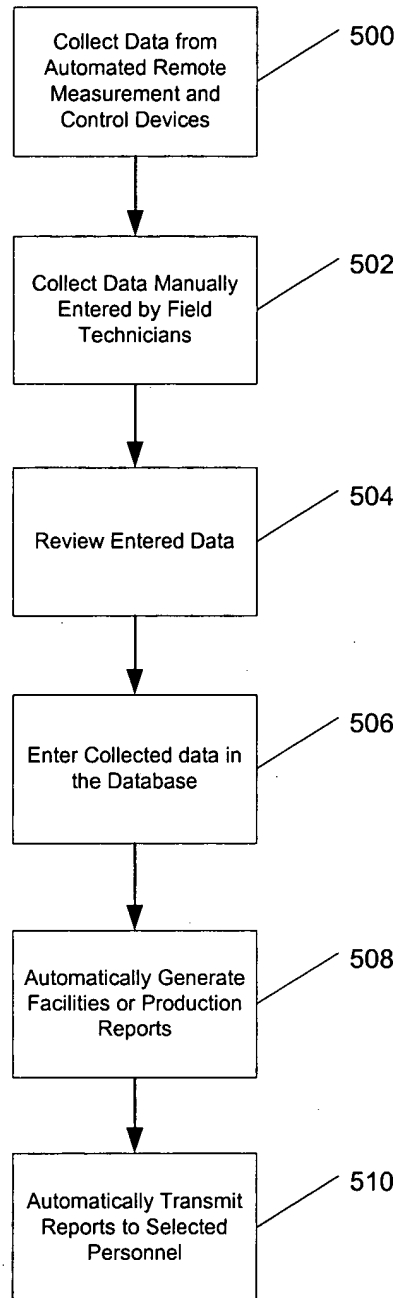 Collect Data from
Automated Remote
Measurement and
Control Devices
500
Collect Data Manually
Entered by Field
Technicians
502
Review Entered Data
504
Enter Collected data in
the Database
506
Automatically Generate
Facilities or Production
Reports
508
Automatically Transmit
Reports to Selected
Personnel
510